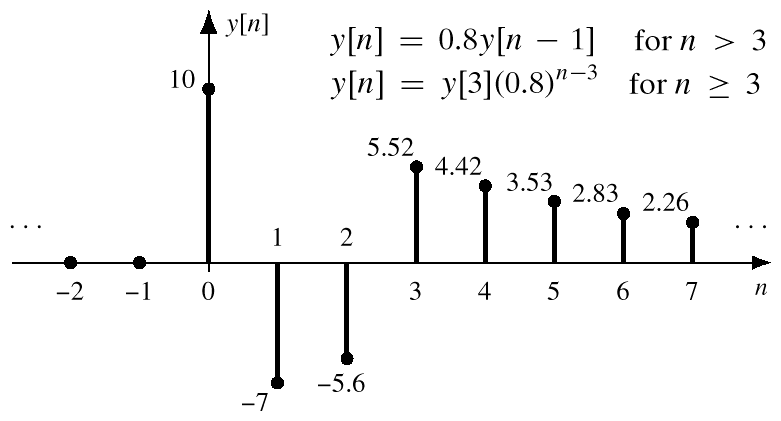 y[n]
y[n] = 0.8y[n − 1] for n > 3
y[n] = y[3](0.8)^{n−3} for n ≥ 3
10
5.52 4.42 3.53 2.83 2.26
. . . . . .
1 2
−2 −1 0 3 4 5 6 7 n
−7 −5.6